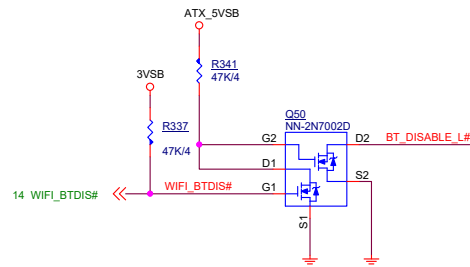 ATX_5VSB
R341
47K/4
3VSB
R337
47K/4
Q50
NN-2N7002D
G2
D2
BT_DISABLE_L#
D1
S2
14 WIFI_BTDIS#
WIFI_BTDIS#
G1
S1